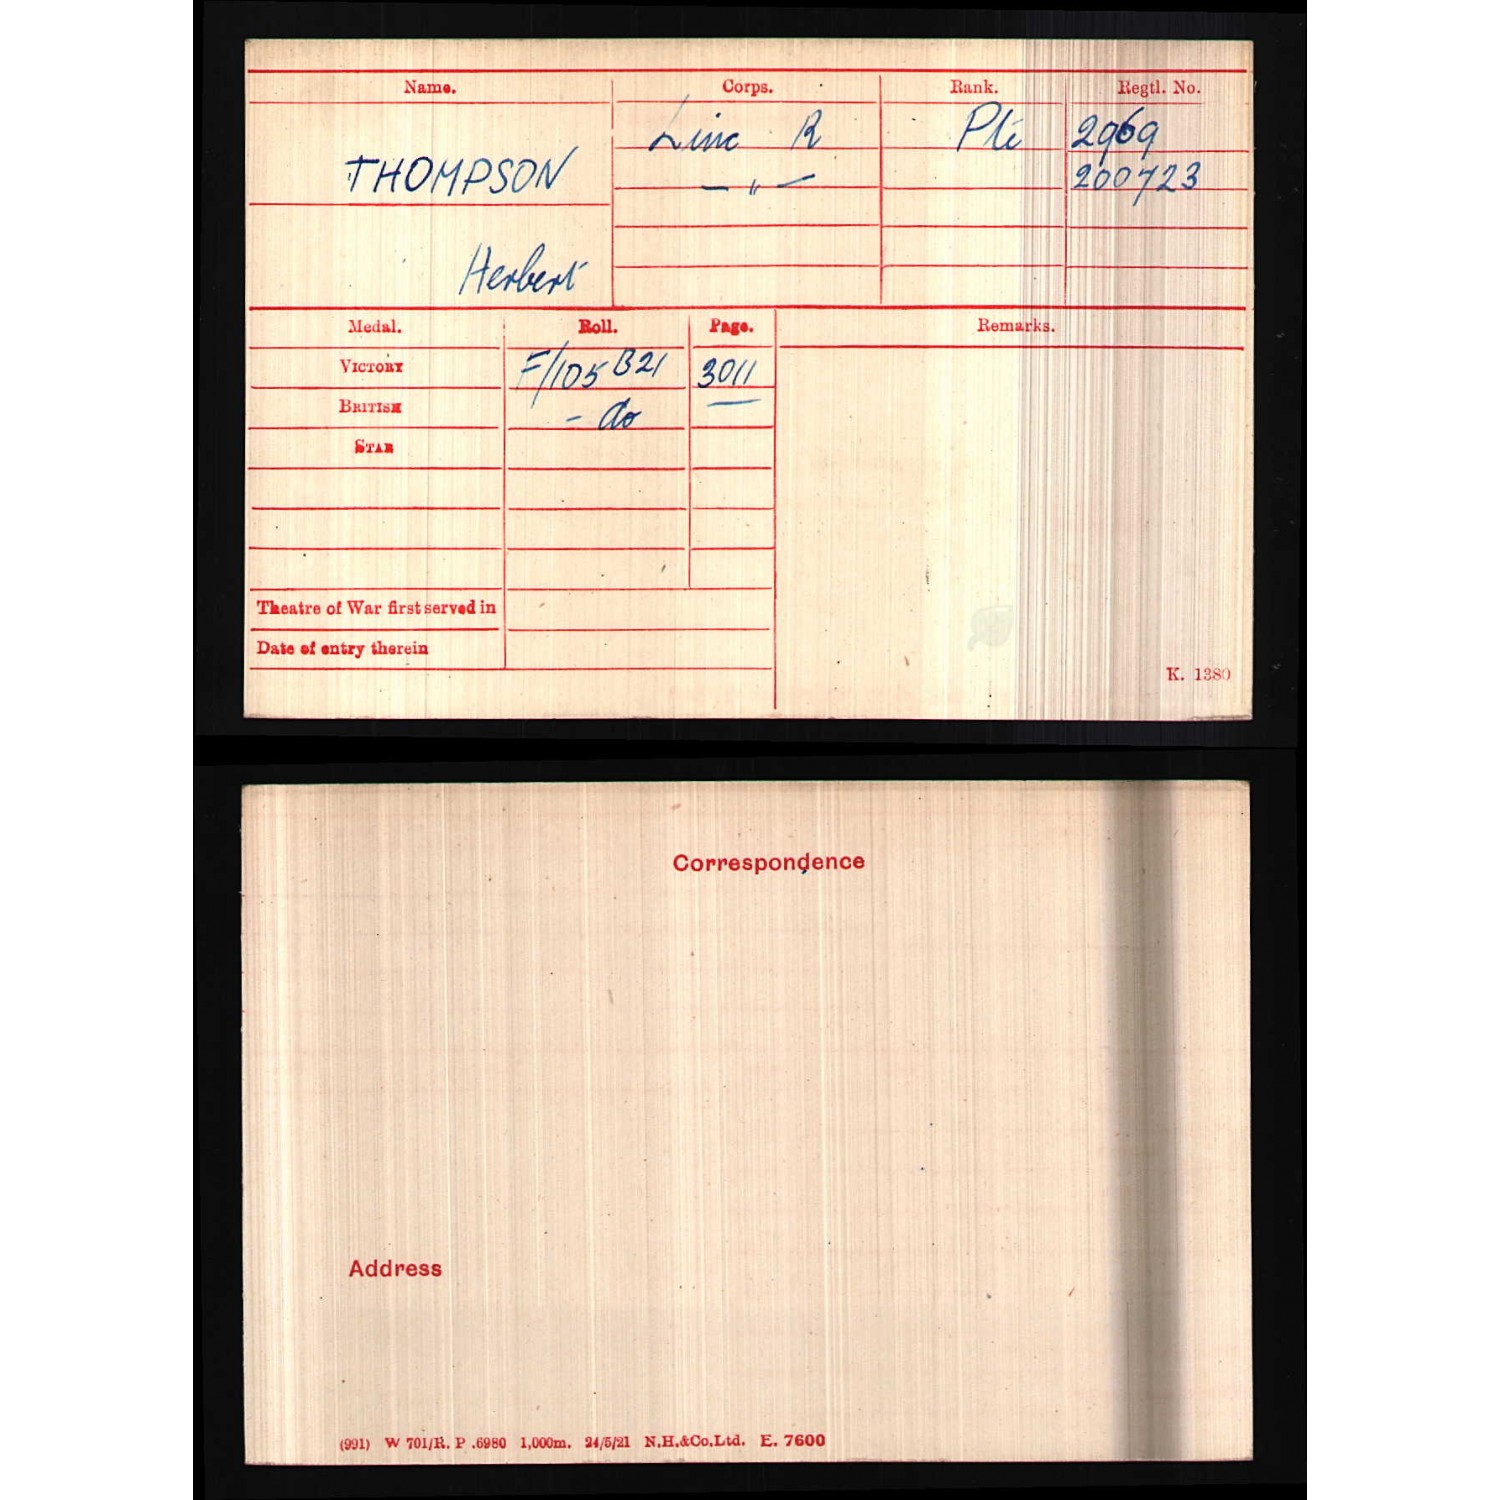 Name. Corps. Rank. Regtl. No.
Linc R Pte 2969
THOMPSON — " — 200723
Herbert
Medal. Roll. Page. Remarks.
VICTORY F/105 B21 3011
BRITISH - do —
STAR
Theatre of War first served in
Date of entry therein
K. 1380
Correspondence
Address
(991) W 701/R. P .6980 1,000m. 24/5/21 N.H.&Co.Ltd. E. 7600